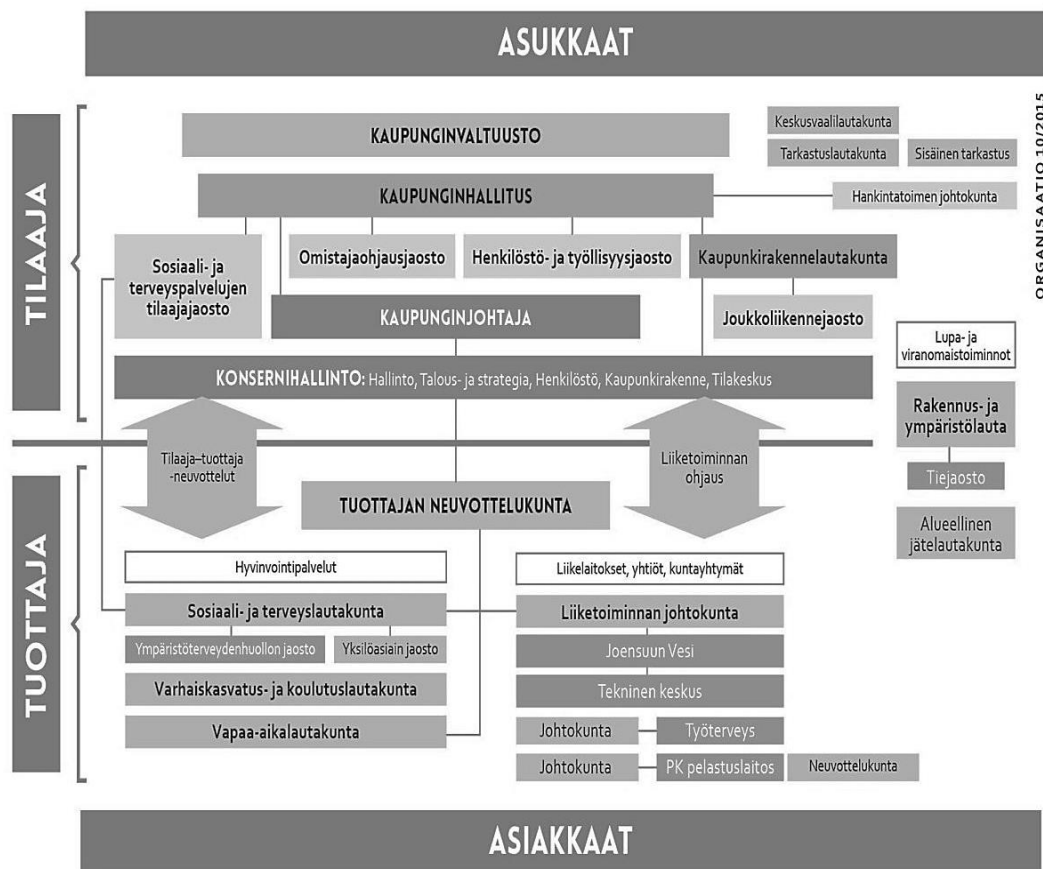 ASUKKAAT
ORGANISAATIO 10/2015
TILAAJA
KAUPUNGINVALTUUSTO
Keskusvaalilautakunta
Tarkastuslautakunta
Sisäinen tarkastus
KAUPUNGINHALLITUS
Hankintatoimen johtokunta
Sosiaali- ja
terveyspalvelujen
tilaajajaosto
Omistajaohjausjaosto
Henkilöstö- ja työllisyysjaosto
Kaupunkirakennelautakunta
KAUPUNGINJOHTAJA
Joukkoliikennejaosto
KONSERNIHALLINTO: Hallinto, Talous- ja strategia, Henkilöstö, Kaupunkirakenne, Tilakeskus
Lupa- ja
viranomaistoiminnot
Rakennus- ja
ympäristölauta
Tiejaosto
Alueellinen
jätelautakunta
Tilaaja–tuottaja
-neuvottelut
Liiketoiminnan
ohjaus
TUOTTAJA
TUOTTAJAN NEUVOTTELUKUNTA
Hyvinvointipalvelut
Sosiaali- ja terveyslautakunta
Ympäristöterveydenhuollon jaosto
Yksilöasiain jaosto
Varhaiskasvatus- ja koulutuslautakunta
Vapaa-aikalautakunta
Liikelaitokset, yhtiöt, kuntayhtymät
Liiketoiminnan johtokunta
Joensuun Vesi
Tekninen keskus
Johtokunta
Työterveys
Johtokunta
PK pelastuslaitos
Neuvottelukunta
ASIAKKAAT